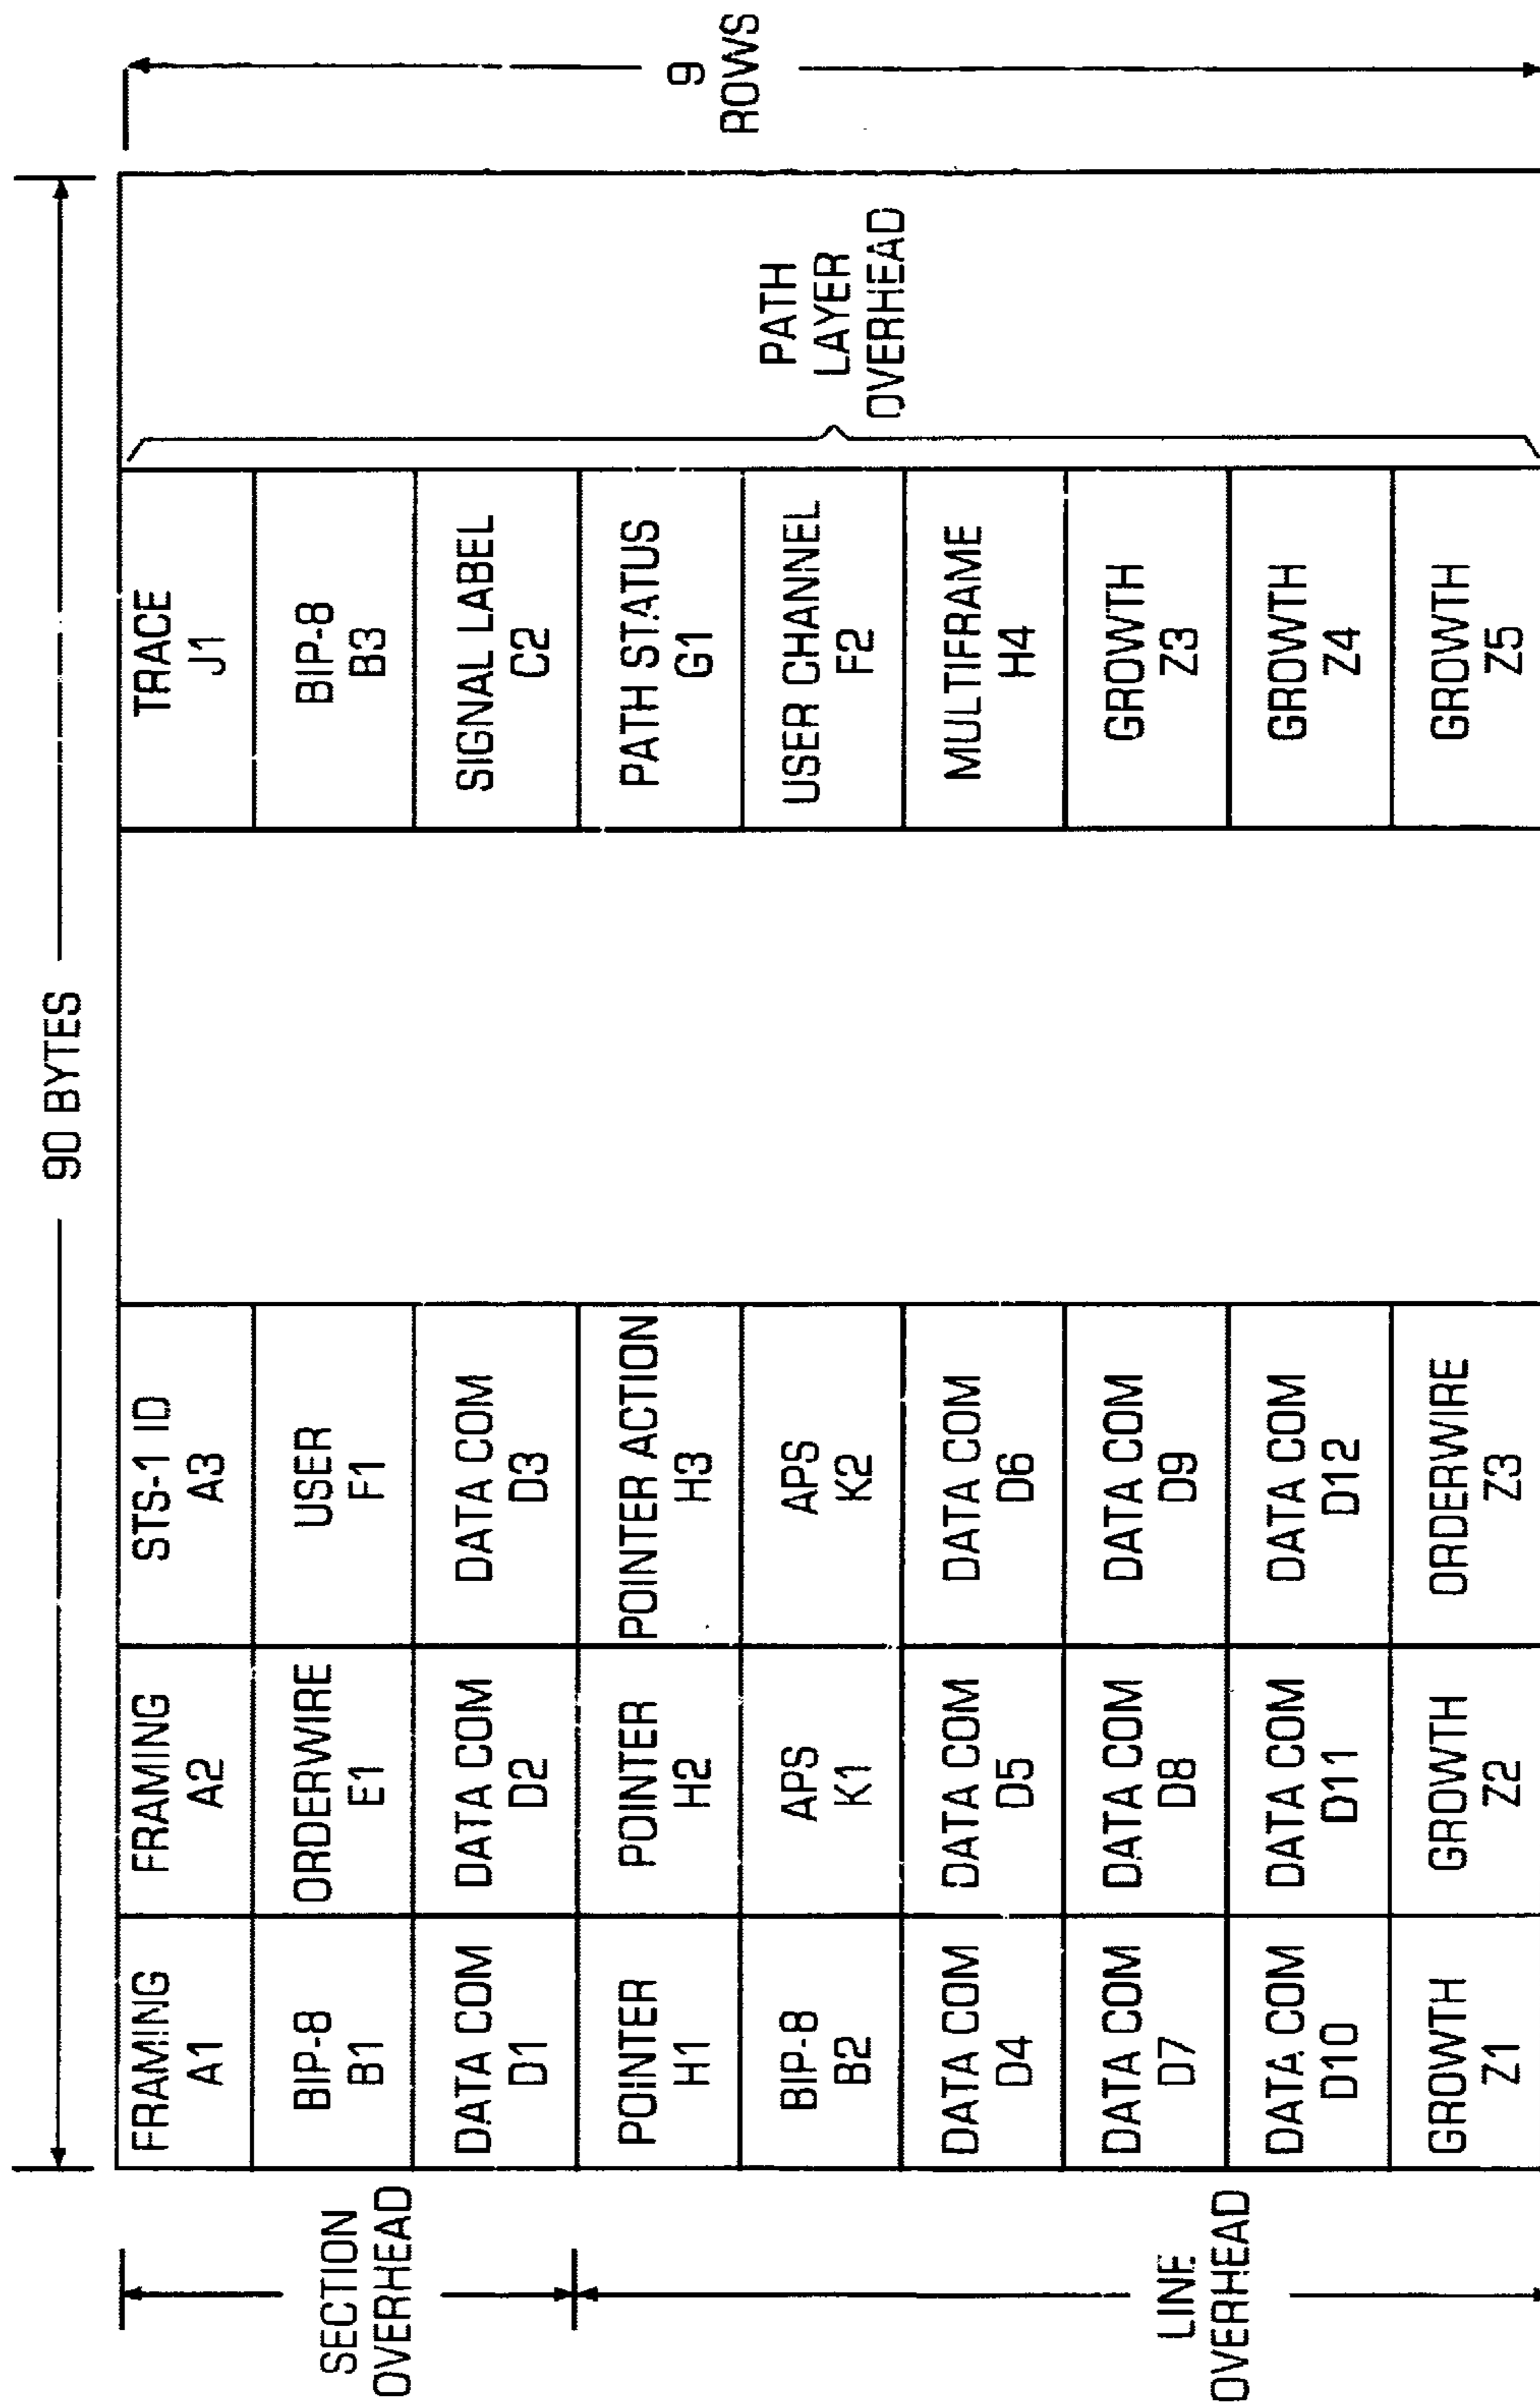 90 BYTES
9
ROWS
SECTION
OVERHEAD
LINE
OVERHEAD
PATH
LAYER
OVERHEAD
FRAMING
A1
FRAMING
A2
STS-1 ID
A3
TRACE
J1
BIP-8
B1
ORDERWIRE
E1
USER
F1
BIP-8
B3
DATA COM
D1
DATA COM
D2
DATA COM
D3
SIGNAL LABEL
C2
POINTER
H1
POINTER
H2
POINTER ACTION
H3
PATH STATUS
G1
BIP-8
B2
APS
K1
APS
K2
USER CHANNEL
F2
DATA COM
D4
DATA COM
D5
DATA COM
D6
MULTIFRAME
H4
DATA COM
D7
DATA COM
D8
DATA COM
D9
GROWTH
Z3
DATA COM
D10
DATA COM
D11
DATA COM
D12
GROWTH
Z4
GROWTH
Z1
GROWTH
Z2
ORDERWIRE
Z3
GROWTH
Z5